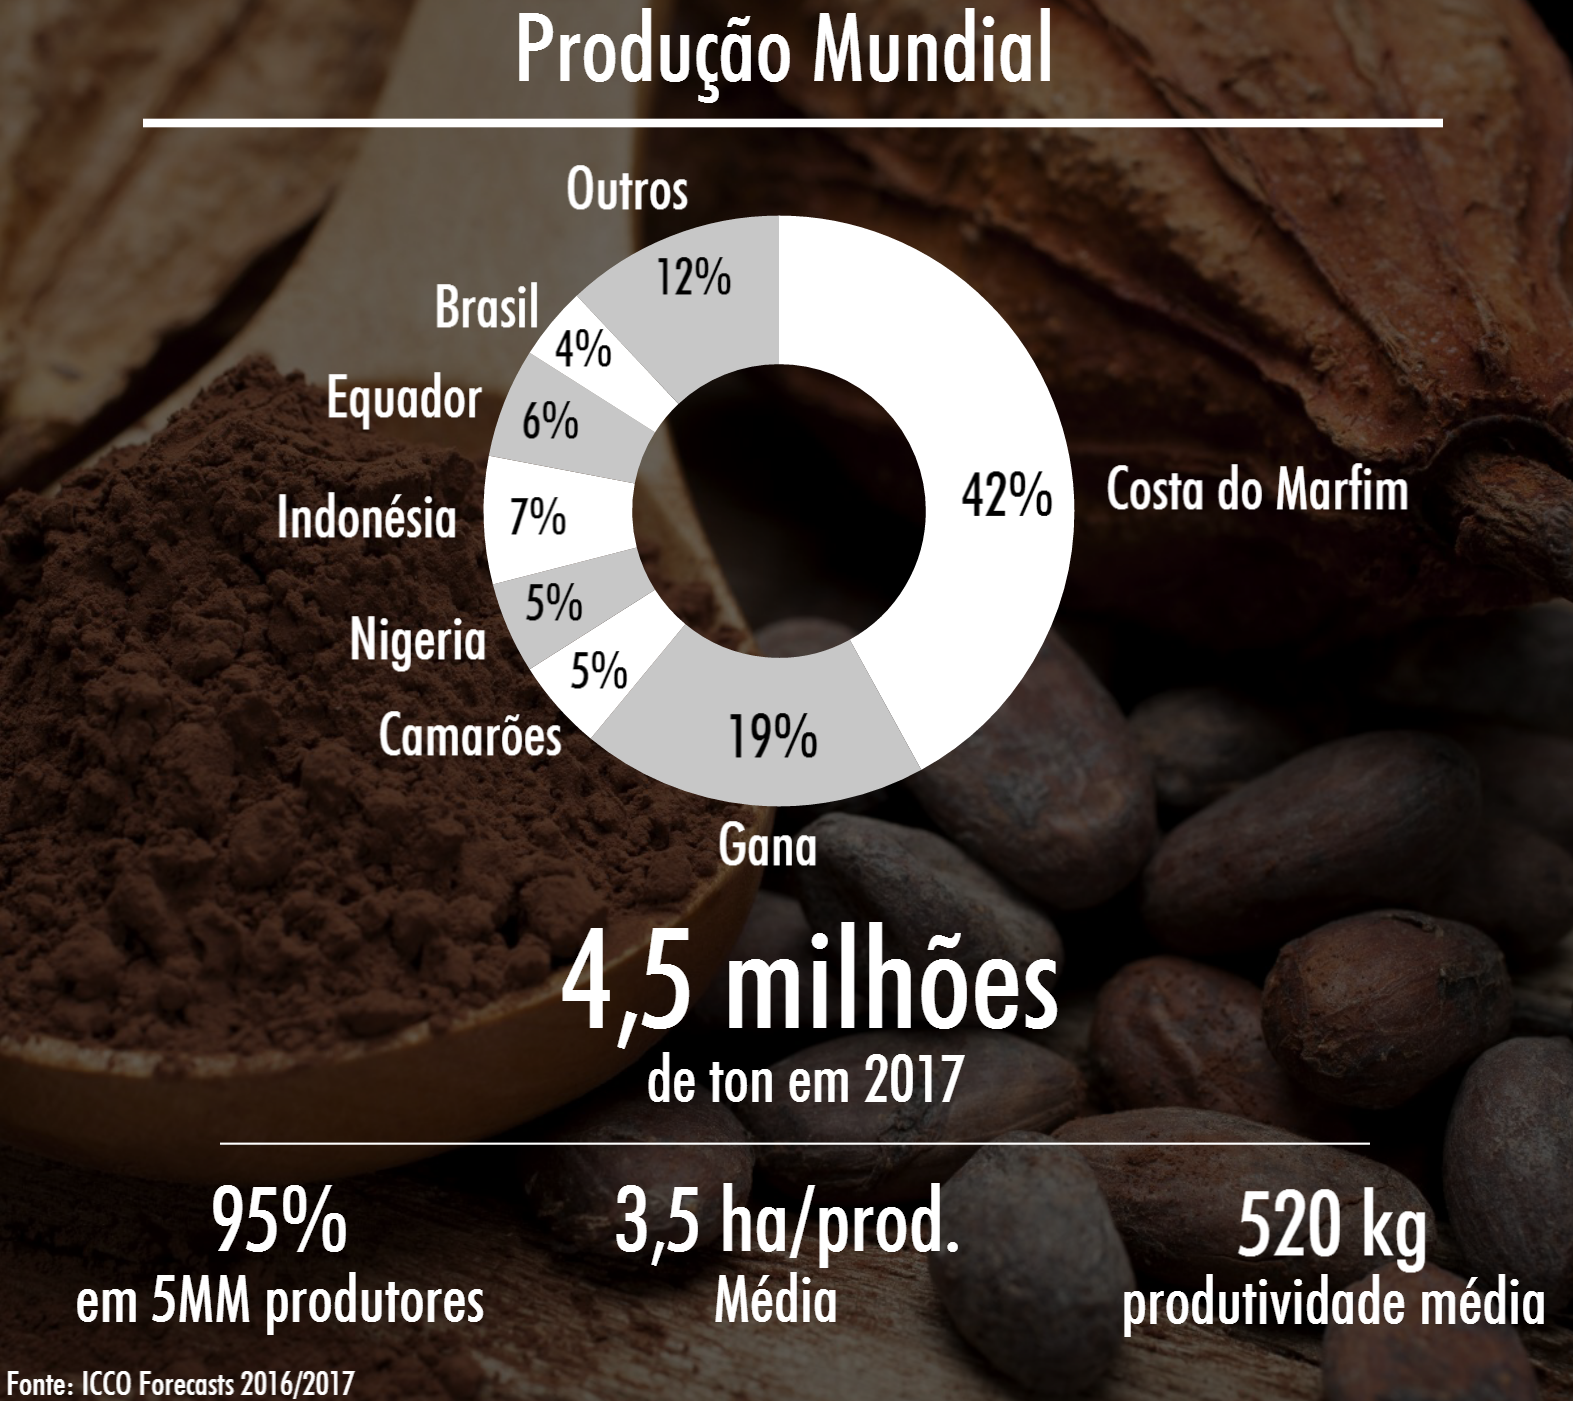 Produção Mundial
Outros
12%
Brasil
4%
Equador
6%
42%
Costa do Marfim
Indonésia
7%
5%
Nigeria
5%
Camarões
19%
Gana
4,5 milhões
de ton em 2017
95%
em 5MM produtores
3,5 ha/prod.
Média
520 kg
produtividade média
Fonte: ICCO Forecasts 2016/2017